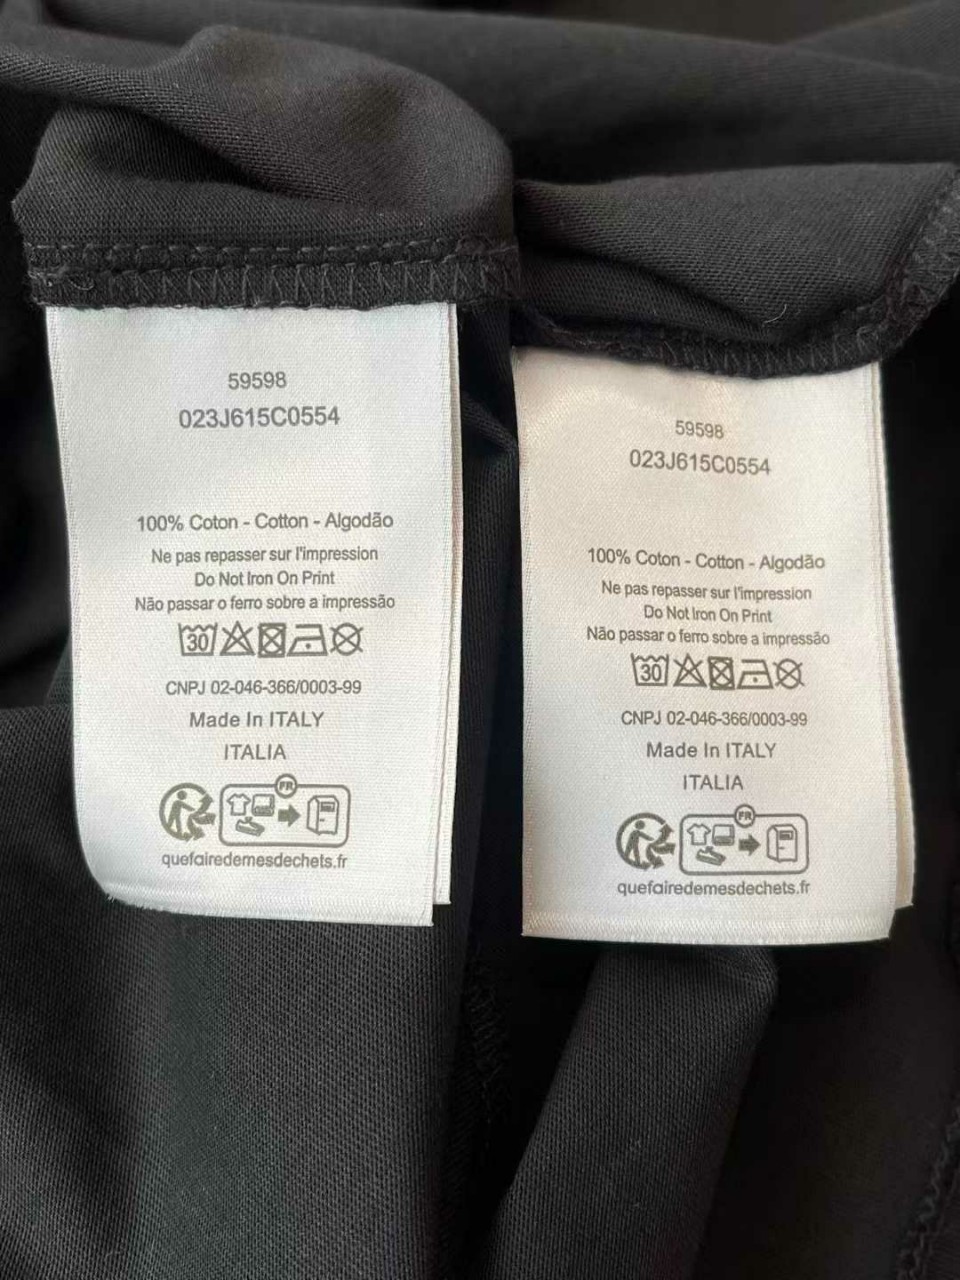 59598
023J615C0554
100% Coton - Cotton - Algodão
Ne pas repasser sur l'impression
Do Not Iron On Print
Não passar o ferro sobre a impressão
30
CNPJ 02-046-366/0003-99
Made In ITALY
ITALIA
FR
quefairedemesdechets.fr
59598
023J615C0554
100% Coton - Cotton - Algodão
Ne pas repasser sur l'impression
Do Not Iron On Print
Não passar o ferro sobre a impressão
30
CNPJ 02-046-366/0003-99
Made In ITALY
ITALIA
FR
quefairedemesdechets.fr